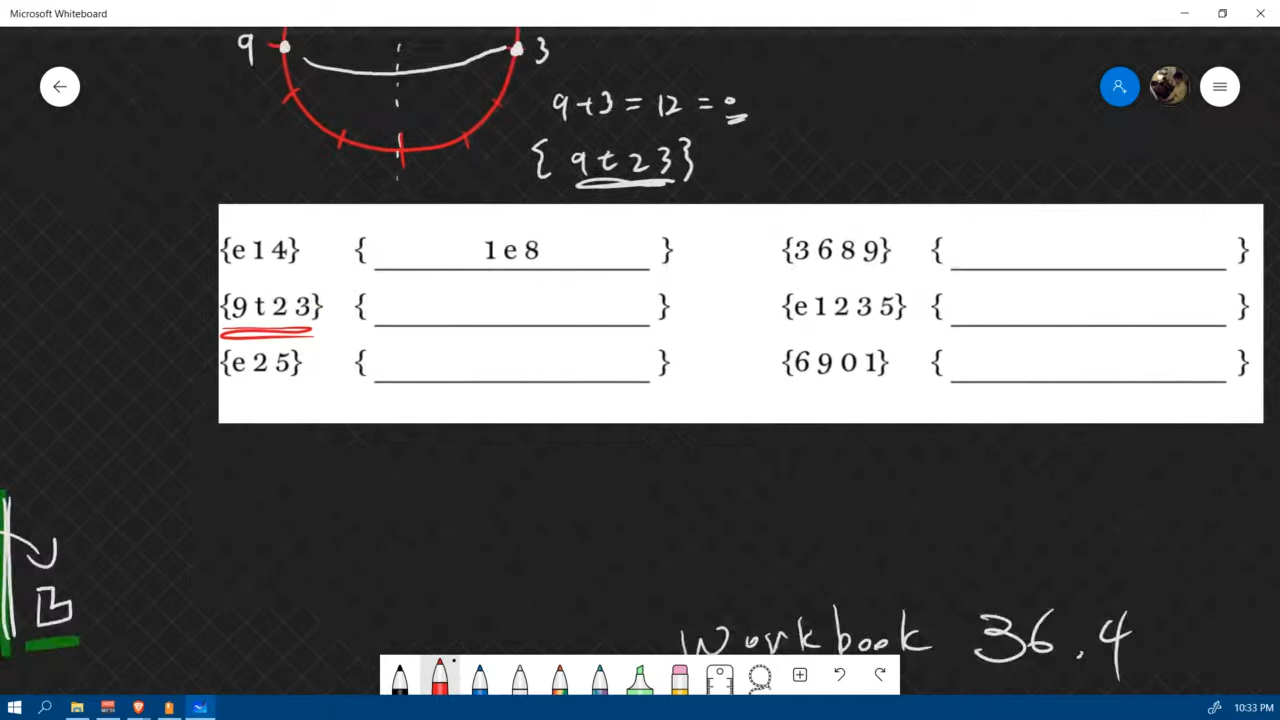 Microsoft Whiteboard
9 3
9+3 = 12 = 0
{ 9 t 2 3 }
{e 1 4} { 1 e 8 } {3 6 8 9} { }
{9 t 2 3} { } {e 1 2 3 5} { }
{e 2 5} { } {6 9 0 1} { }
B
Workbook 36.4
10:33 PM